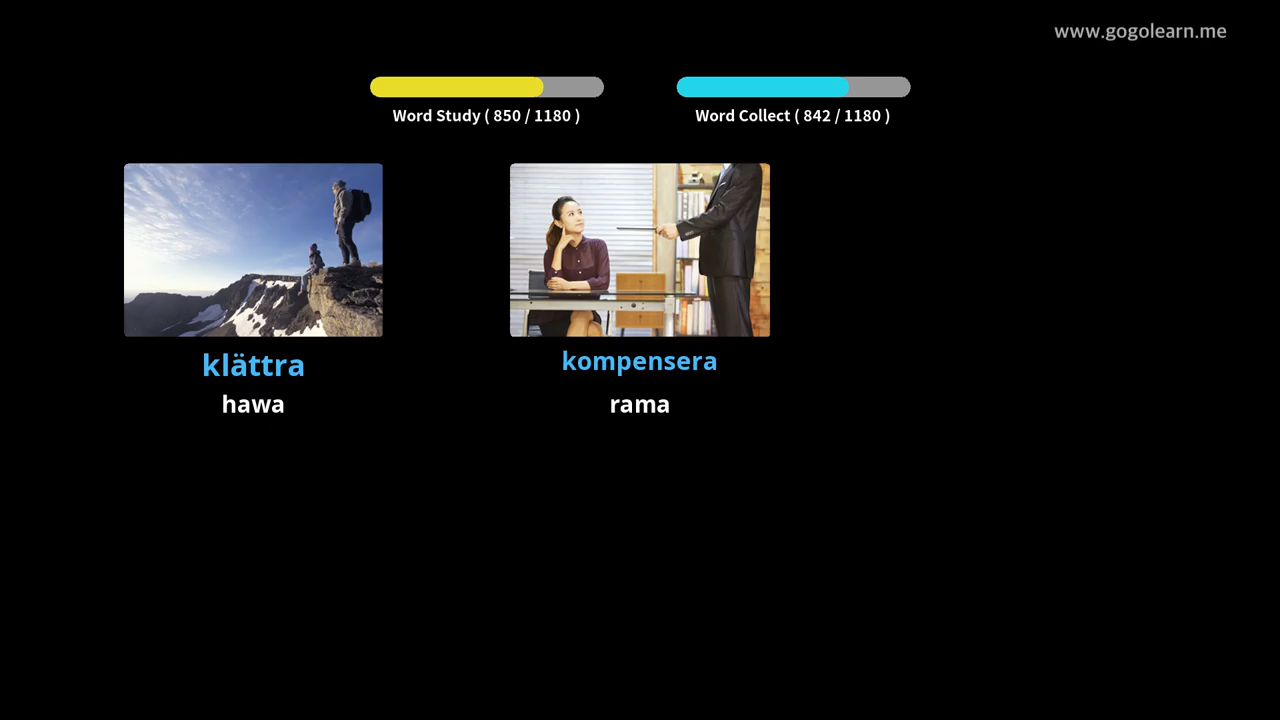 www.gogolearn.me
Word Study ( 850 / 1180 )
Word Collect ( 842 / 1180 )
klättra
kompensera
hawa
rama